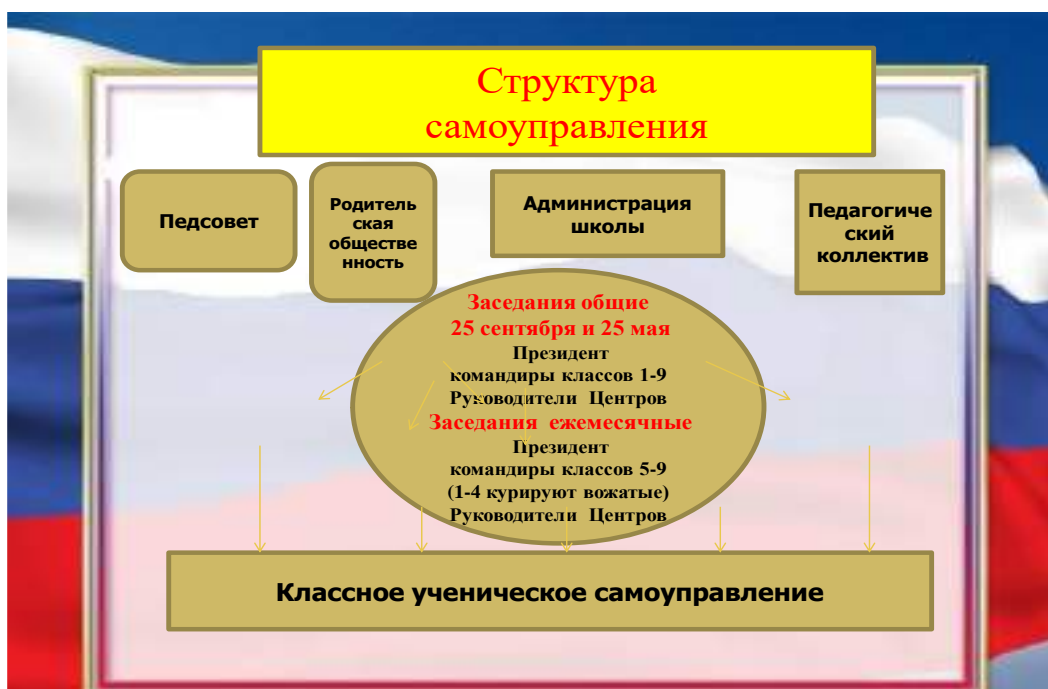 Структура
самоуправления
Педсовет
Родитель
ская
обществе
нность
Администрация
школы
Педагогиче
ский
коллектив
Заседания общие
25 сентября и 25 мая
Президент
командиры классов 1-9
Руководители Центров
Заседания ежемесячные
Президент
командиры классов 5-9
(1-4 курируют вожатые)
Руководители Центров
Классное ученическое самоуправление